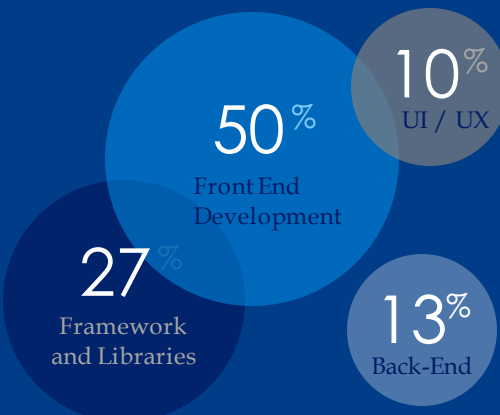 10%
UI / UX
50%
Front End
Development
27%
Framework
and Libraries
13%
Back-End